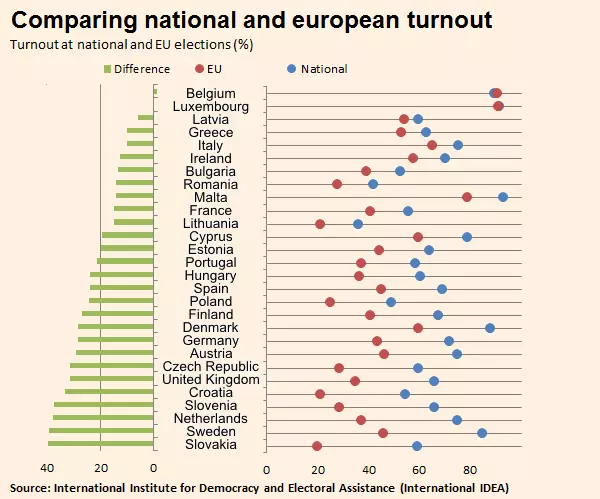 Comparing national and european turnout
Turnout at national and EU elections (%)
Difference EU National
Belgium
Luxembourg
Latvia
Greece
Italy
Ireland
Bulgaria
Romania
Malta
France
Lithuania
Cyprus
Estonia
Portugal
Hungary
Spain
Poland
Finland
Denmark
Germany
Austria
Czech Republic
United Kingdom
Croatia
Slovenia
Netherlands
Sweden
Slovakia
40 20 0 0 20 40 60 80
Source: International Institute for Democracy and Electoral Assistance (International IDEA)